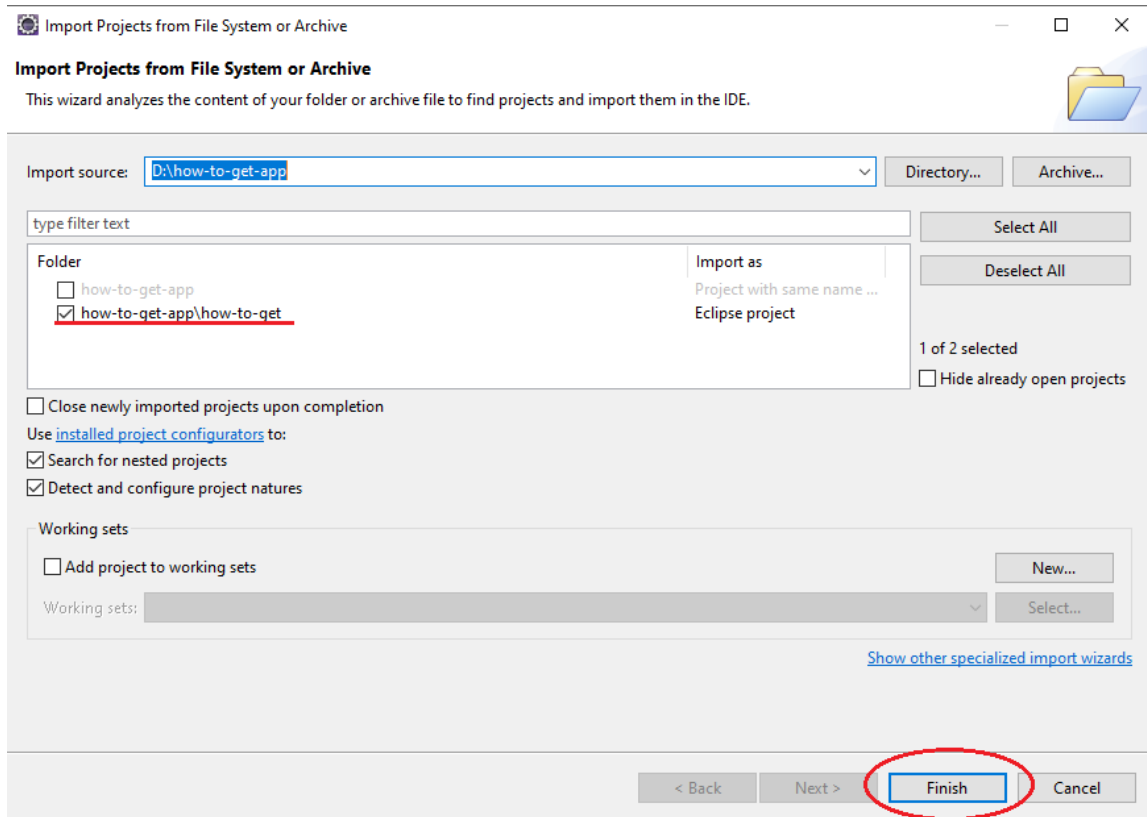 Import Projects from File System or Archive
Import Projects from File System or Archive
This wizard analyzes the content of your folder or archive file to find projects and import them in the IDE.
Import source: D:\how-to-get-app Directory... Archive...
type filter text Select All
Folder Import as Deselect All
how-to-get-app Project with same name ...
how-to-get-app\how-to-get Eclipse project
1 of 2 selected
Hide already open projects
Close newly imported projects upon completion
Use installed project configurators to:
Search for nested projects
Detect and configure project natures
Working sets
Add project to working sets New...
Working sets: Select...
Show other specialized import wizards
< Back Next > Finish Cancel